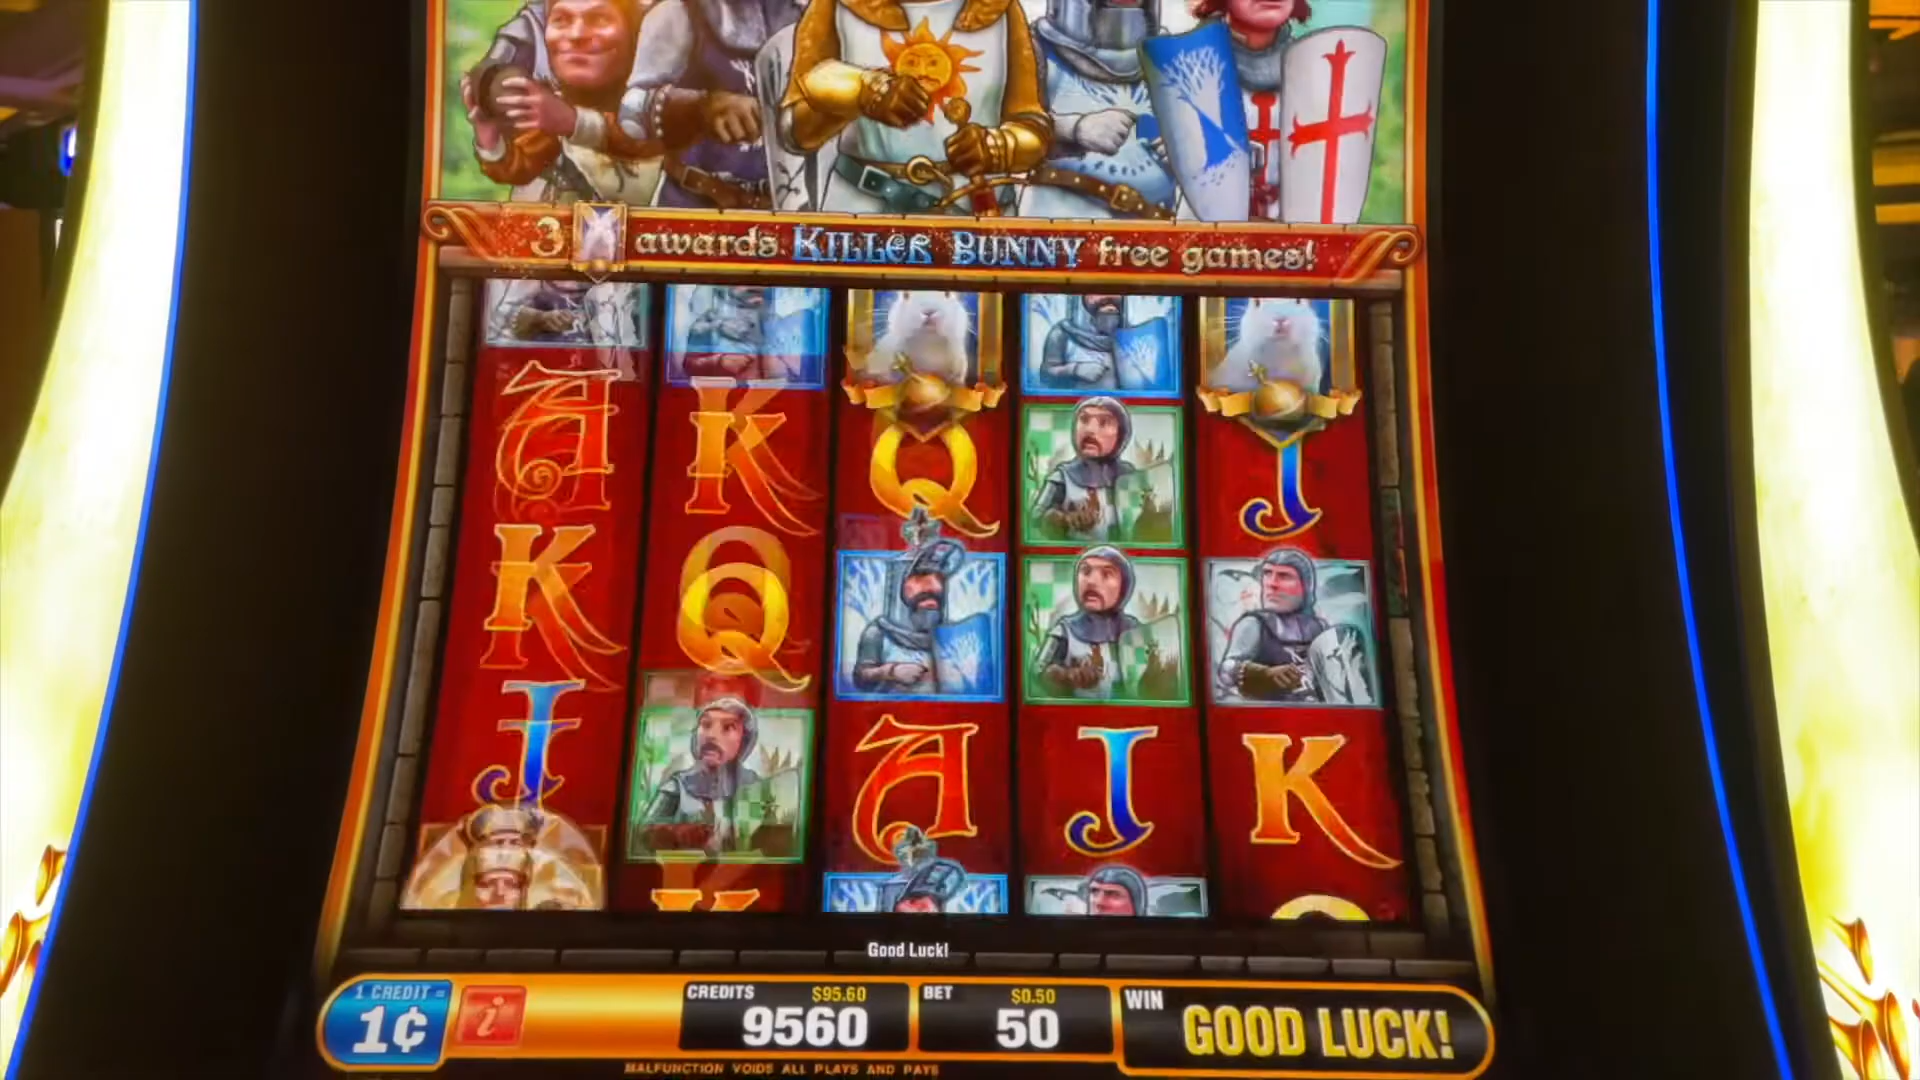 3 awards KILLER BUNNY free games!
A K Q J
K Q
J A J K
K
Good Luck!
1 CREDIT =
1¢
i
CREDITS $95.60
9560
BET $0.50
50
WIN GOOD LUCK!
MALFUNCTION VOIDS ALL PLAYS AND PAYS